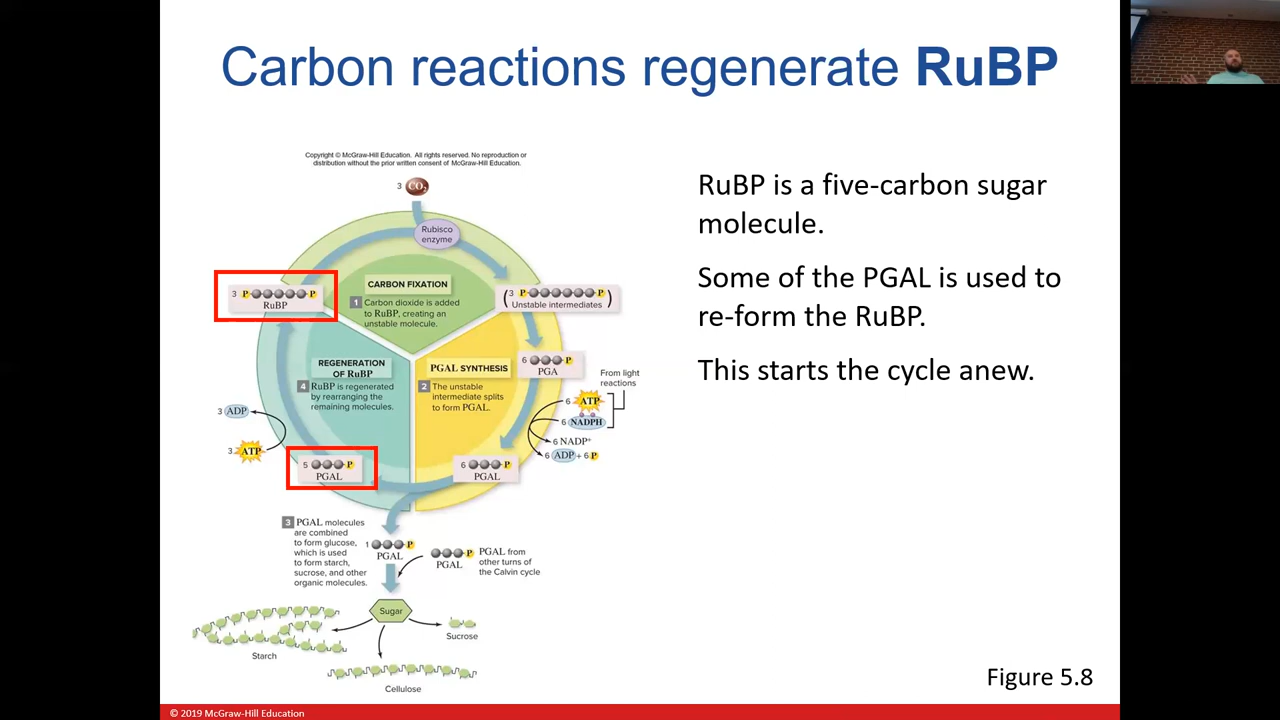 Carbon reactions regenerate RuBP
Copyright © McGraw-Hill Education. All rights reserved. No reproduction or
distribution without the prior written consent of McGraw-Hill Education.
3 CO2
Rubisco
enzyme
CARBON FIXATION
1 Carbon dioxide is added
to RuBP, creating an
unstable molecule.
3 P P
RuBP
( 3 P P )
Unstable intermediates
REGENERATION
OF RuBP
4 RuBP is regenerated
by rearranging the
remaining molecules.
PGAL SYNTHESIS
2 The unstable
intermediate splits
to form PGAL.
6 P
PGA
From light
reactions
6 ATP
6 NADPH
6 NADP+
6 ADP + 6 P
3 ADP
3 ATP
5 P
PGAL
6 P
PGAL
3 PGAL molecules
are combined
to form glucose,
which is used
to form starch,
sucrose, and other
organic molecules.
1 P
PGAL
P
PGAL
PGAL from
other turns of
the Calvin cycle
Sugar
Starch
Sucrose
Cellulose
RuBP is a five-carbon sugar
molecule.
Some of the PGAL is used to
re-form the RuBP.
This starts the cycle anew.
Figure 5.8
© 2019 McGraw-Hill Education